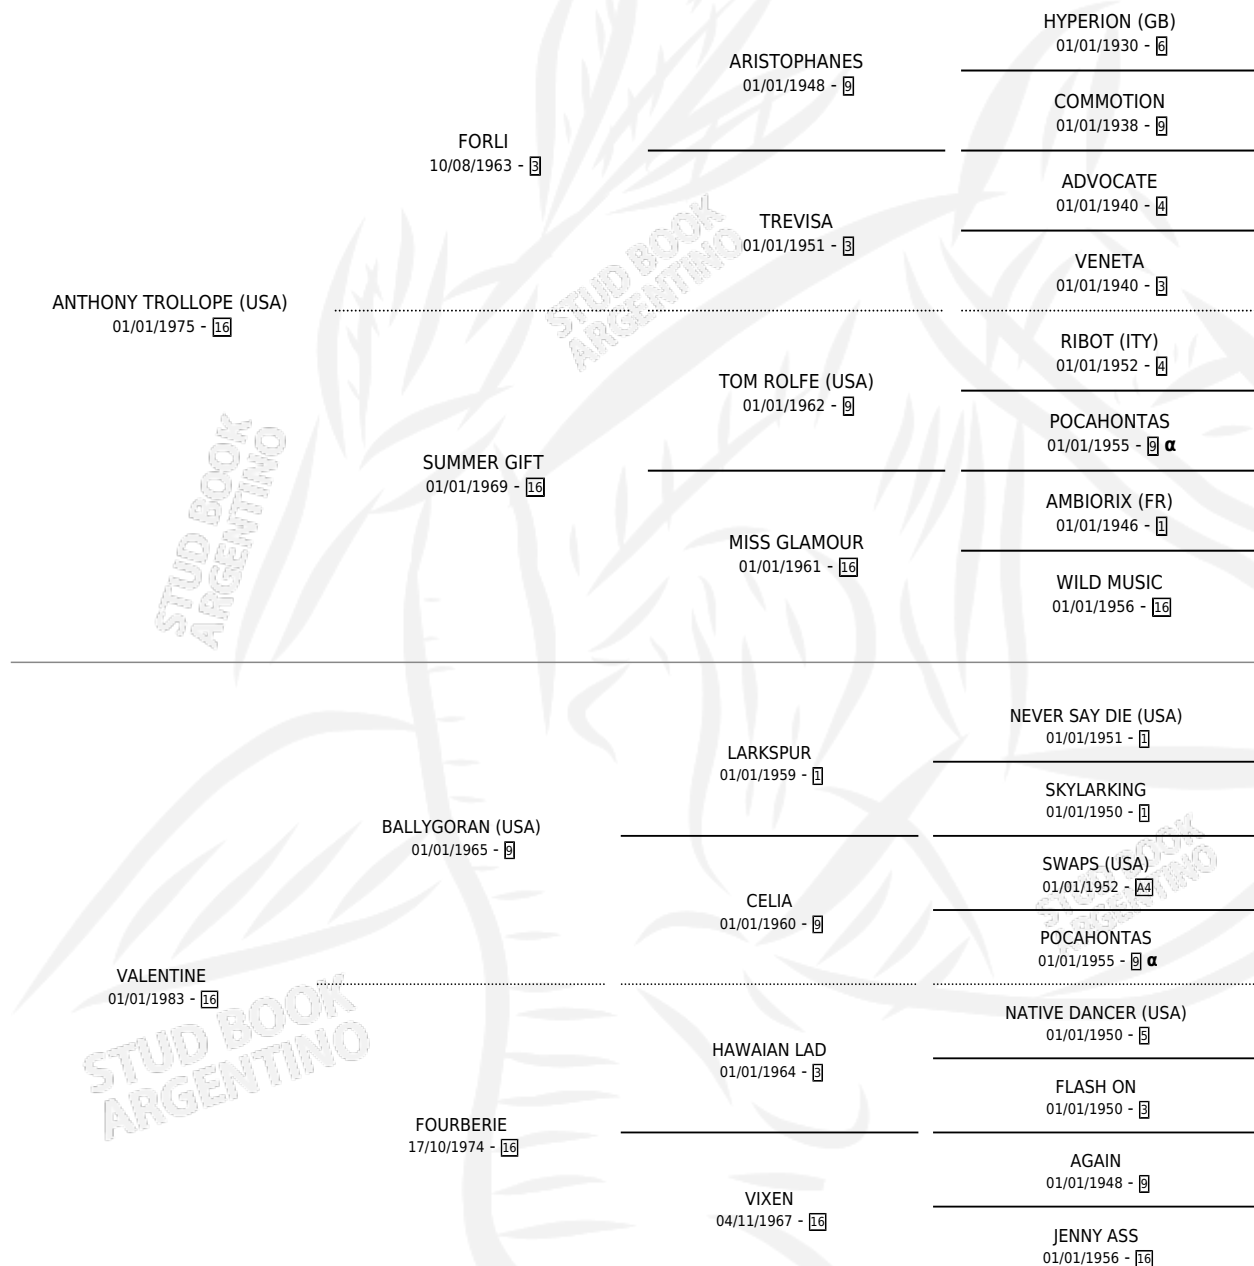 HYPERION (GB)
01/01/1930 - 6
ARISTOPHANES
01/01/1948 - 9
COMMOTION
01/01/1938 - 9
FORLI
10/08/1963 - 3
ADVOCATE
01/01/1940 - 4
TREVISA
01/01/1951 - 3
VENETA
01/01/1940 - 3
ANTHONY TROLLOPE (USA)
01/01/1975 - 16
RIBOT (ITY)
01/01/1952 - 4
TOM ROLFE (USA)
01/01/1962 - 9
POCAHONTAS
01/01/1955 - 9 α
SUMMER GIFT
01/01/1969 - 16
AMBIORIX (FR)
01/01/1946 - 1
MISS GLAMOUR
01/01/1961 - 16
WILD MUSIC
01/01/1956 - 16
NEVER SAY DIE (USA)
01/01/1951 - 1
LARKSPUR
01/01/1959 - 1
SKYLARKING
01/01/1950 - 1
BALLYGORAN (USA)
01/01/1965 - 9
SWAPS (USA)
01/01/1952 - A4
CELIA
01/01/1960 - 9
POCAHONTAS
01/01/1955 - 9 α
VALENTINE
01/01/1983 - 16
NATIVE DANCER (USA)
01/01/1950 - 5
HAWAIAN LAD
01/01/1964 - 3
FLASH ON
01/01/1950 - 3
FOURBERIE
17/10/1974 - 16
AGAIN
01/01/1948 - 9
VIXEN
04/11/1967 - 16
JENNY ASS
01/01/1956 - 16
STUD BOOK
ARGENTINO
STUD BOOK
ARGENTINO
STUD BOOK
ARGENTINO
STUD BOOK
ARGENTINO